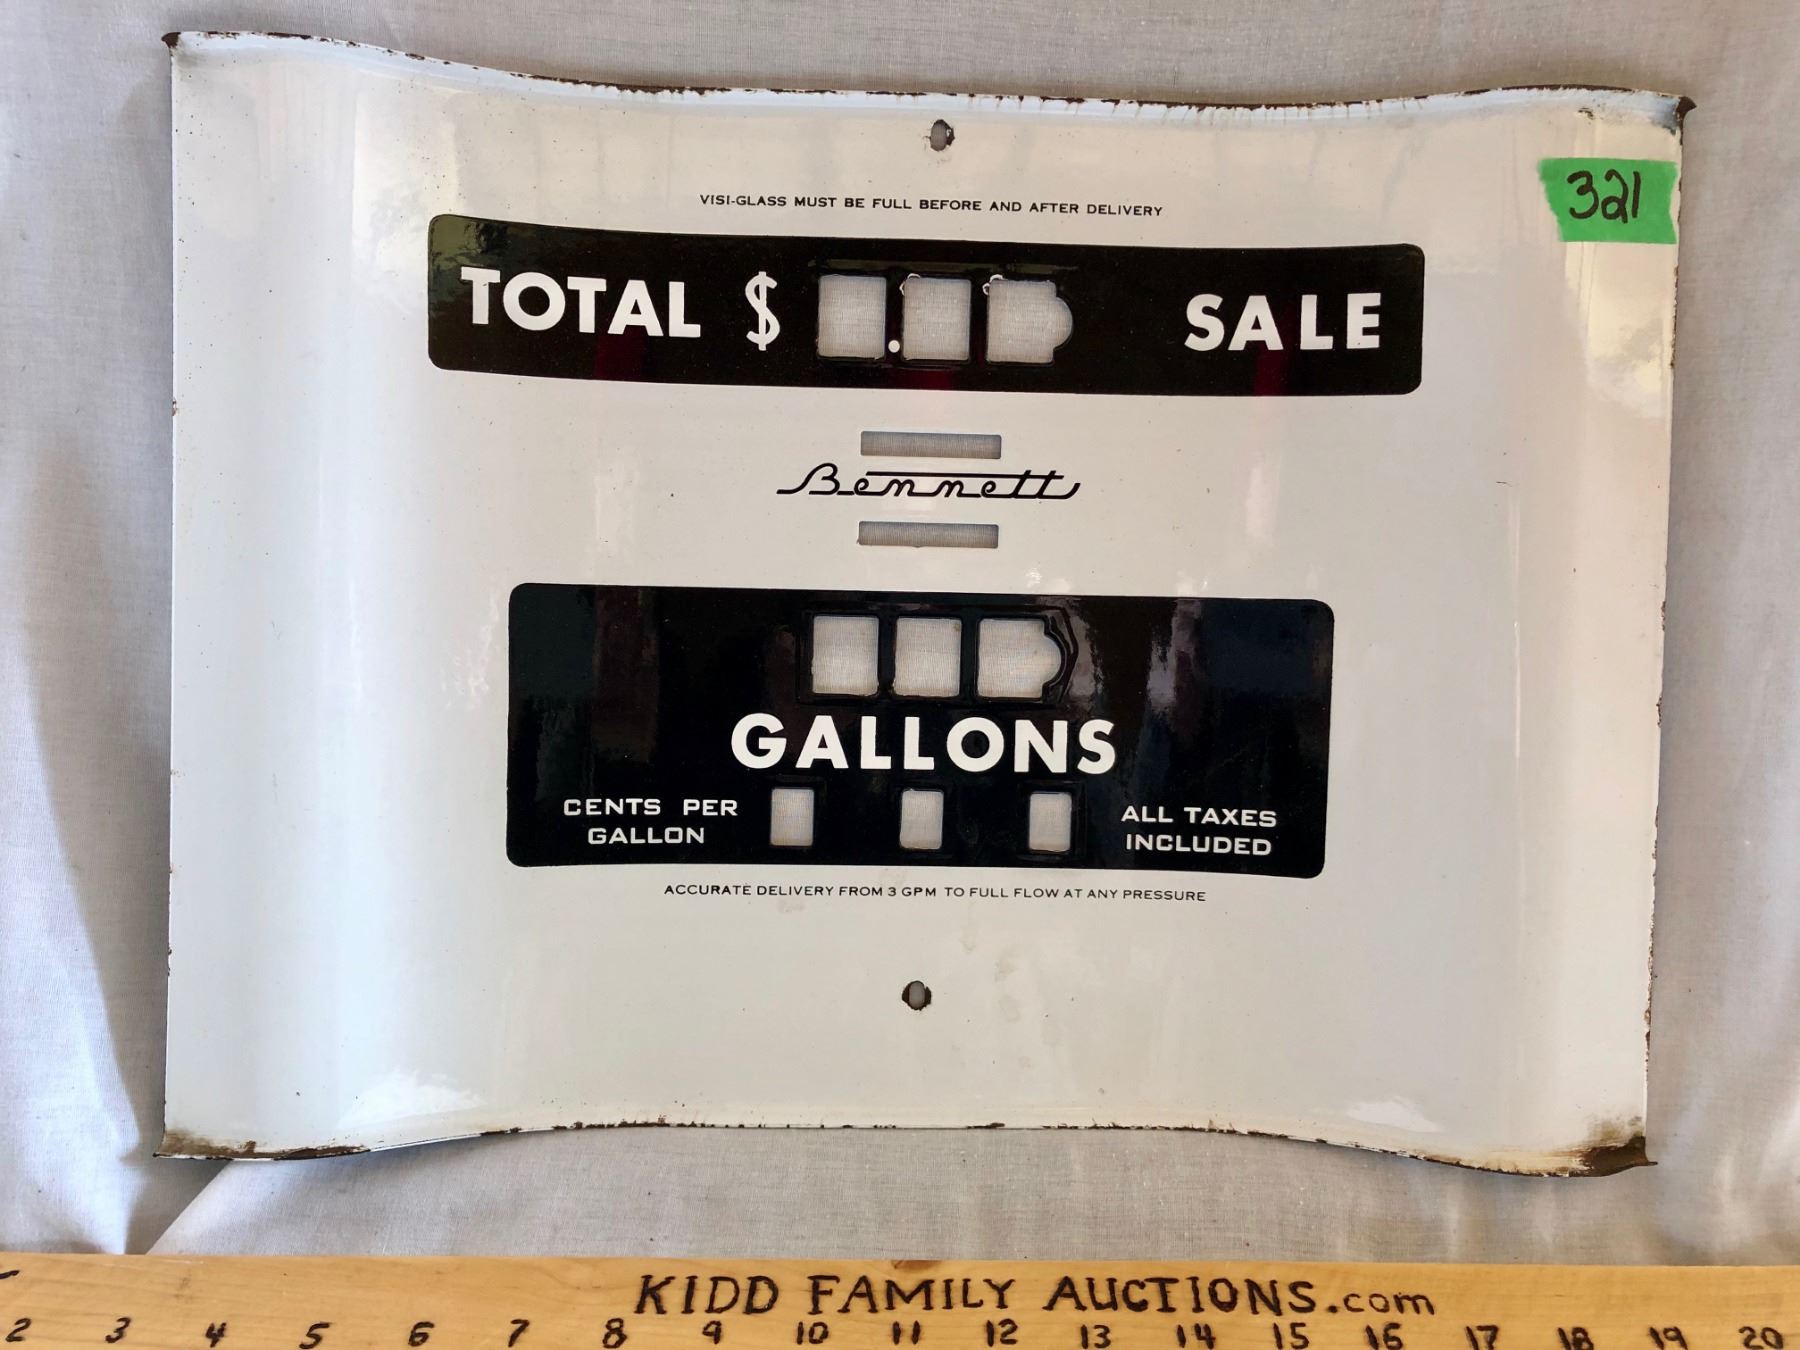 321
VISI-GLASS MUST BE FULL BEFORE AND AFTER DELIVERY
TOTAL $ . SALE
Bennett
GALLONS
CENTS PER GALLON
ALL TAXES INCLUDED
ACCURATE DELIVERY FROM 3 GPM TO FULL FLOW AT ANY PRESSURE
KIDD FAMILY AUCTIONS.com
2 3 4 5 6 7 8 9 10 11 12 13 14 15 16 17 18 19 20